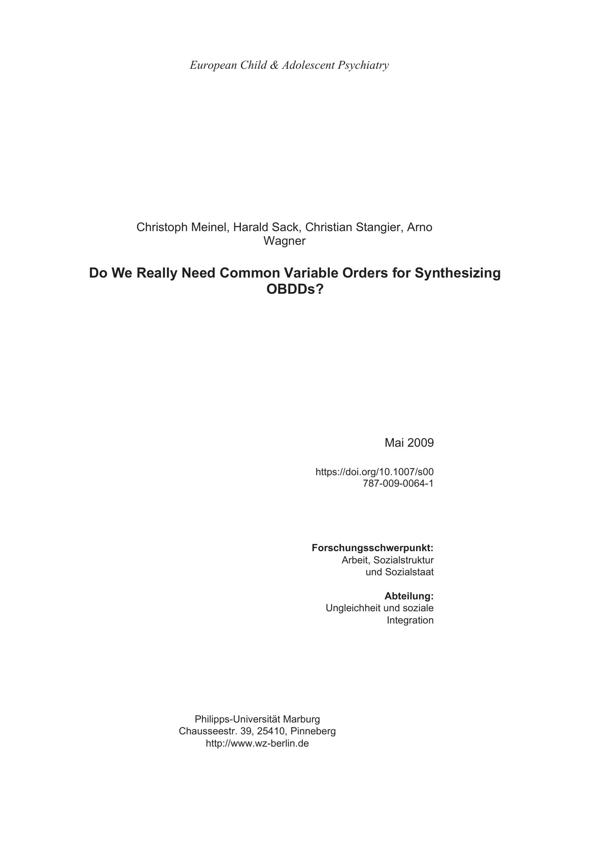 European Child & Adolescent Psychiatry
Christoph Meinel, Harald Sack, Christian Stangier, Arno
Wagner
Do We Really Need Common Variable Orders for Synthesizing
OBDDs?
Mai 2009
https://doi.org/10.1007/s00
787-009-0064-1
Forschungsschwerpunkt:
Arbeit, Sozialstruktur
und Sozialstaat
Abteilung:
Ungleichheit und soziale
Integration
Philipps-Universität Marburg
Chausseestr. 39, 25410, Pinneberg
http://www.wz-berlin.de